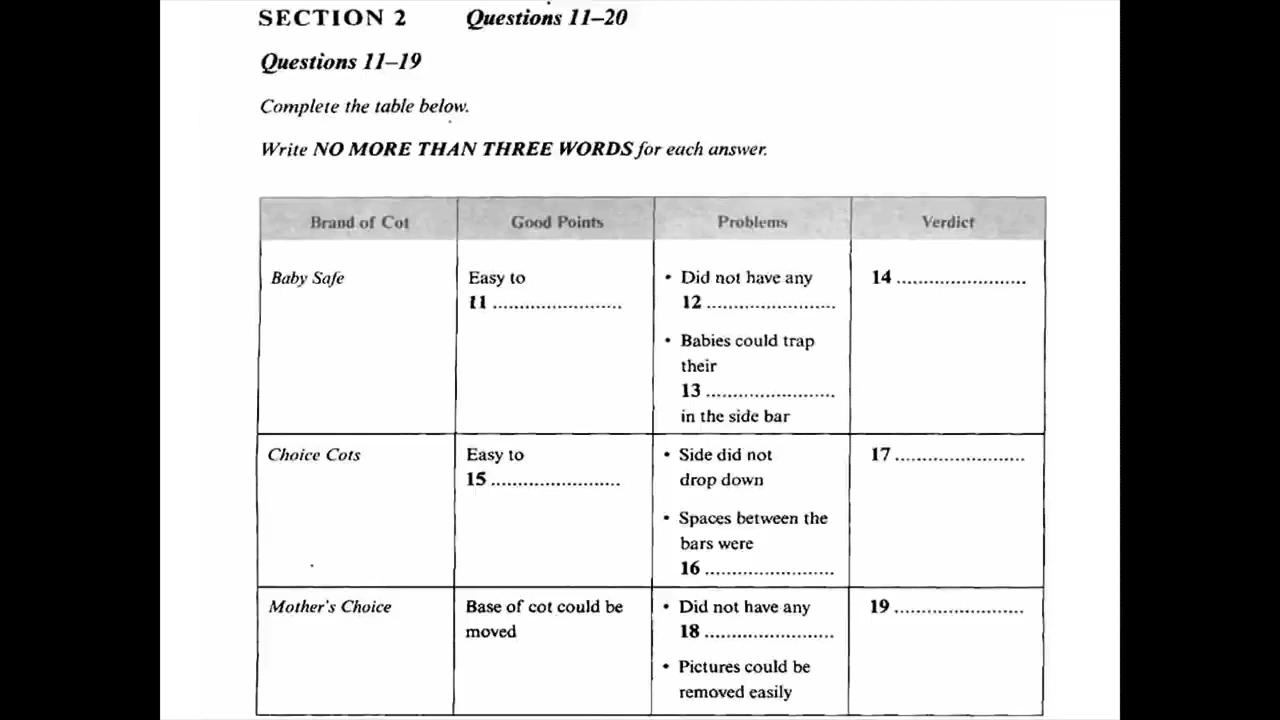 SECTION 2 Questions 11–20
Questions 11–19
Complete the table below.
Write NO MORE THAN THREE WORDS for each answer.
Brand of Cot Good Points Problems Verdict
Baby Safe
Easy to
11 ........................
• Did not have any
12 ........................
• Babies could trap
their
13 ........................
in the side bar
14 ........................
Choice Cots
Easy to
15 ........................
• Side did not
drop down
• Spaces between the
bars were
16 ........................
17 ........................
Mother's Choice
Base of cot could be
moved
• Did not have any
18 ........................
• Pictures could be
removed easily
19 ........................